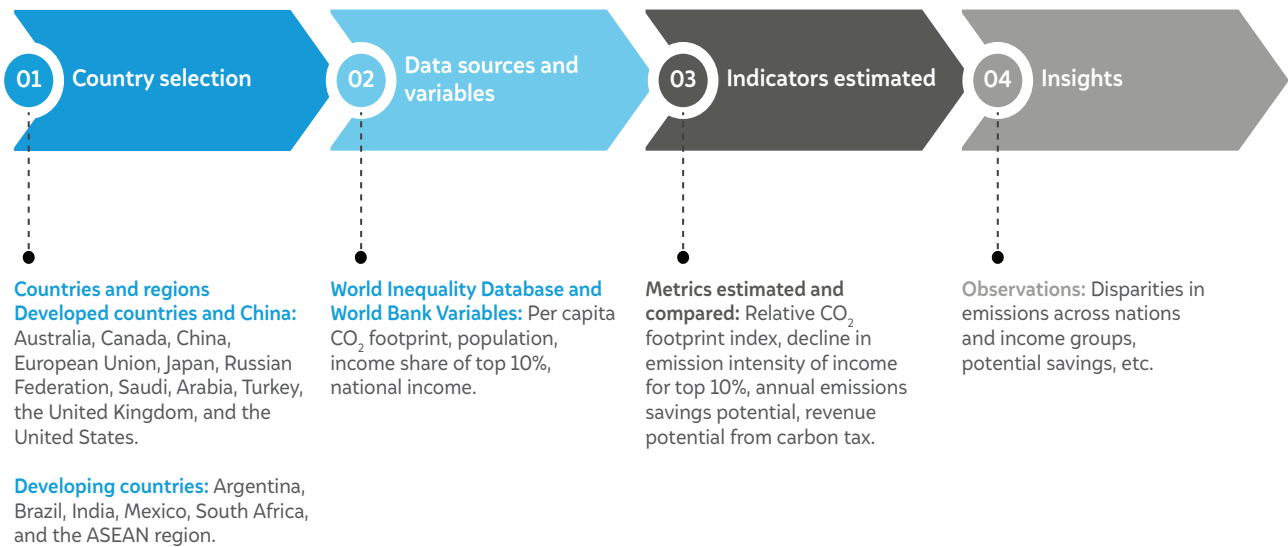 01 Country selection
02 Data sources and
variables
03 Indicators estimated
04 Insights
Countries and regions
Developed countries and China:
Australia, Canada, China,
European Union, Japan, Russian
Federation, Saudi, Arabia, Turkey,
the United Kingdom, and the
United States.
Developing countries: Argentina,
Brazil, India, Mexico, South Africa,
and the ASEAN region.
World Inequality Database and
World Bank Variables: Per capita
CO₂ footprint, population,
income share of top 10%,
national income.
Metrics estimated and
compared: Relative CO₂
footprint index, decline in
emission intensity of income
for top 10%, annual emissions
savings potential, revenue
potential from carbon tax.
Observations: Disparities in
emissions across nations
and income groups,
potential savings, etc.